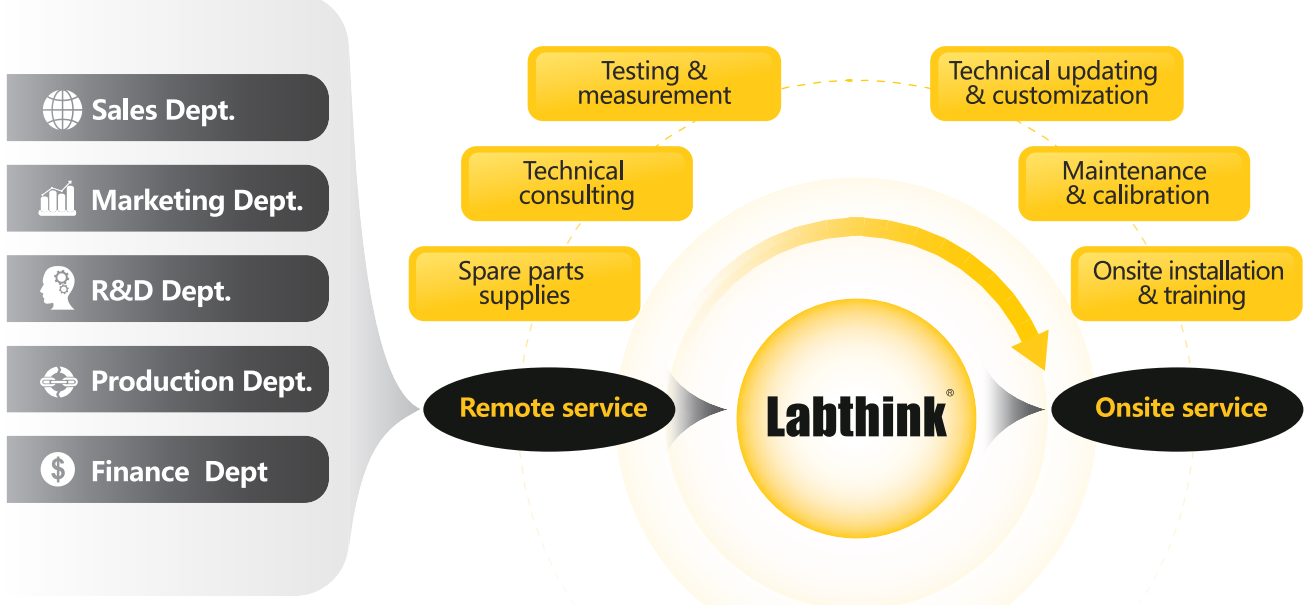 Sales Dept.
Marketing Dept.
R&D Dept.
Production Dept.
Finance Dept
Testing &
measurement
Technical
consulting
Spare parts
supplies
Technical updating
& customization
Maintenance
& calibration
Onsite installation
& training
Remote service
Labthink®
Onsite service